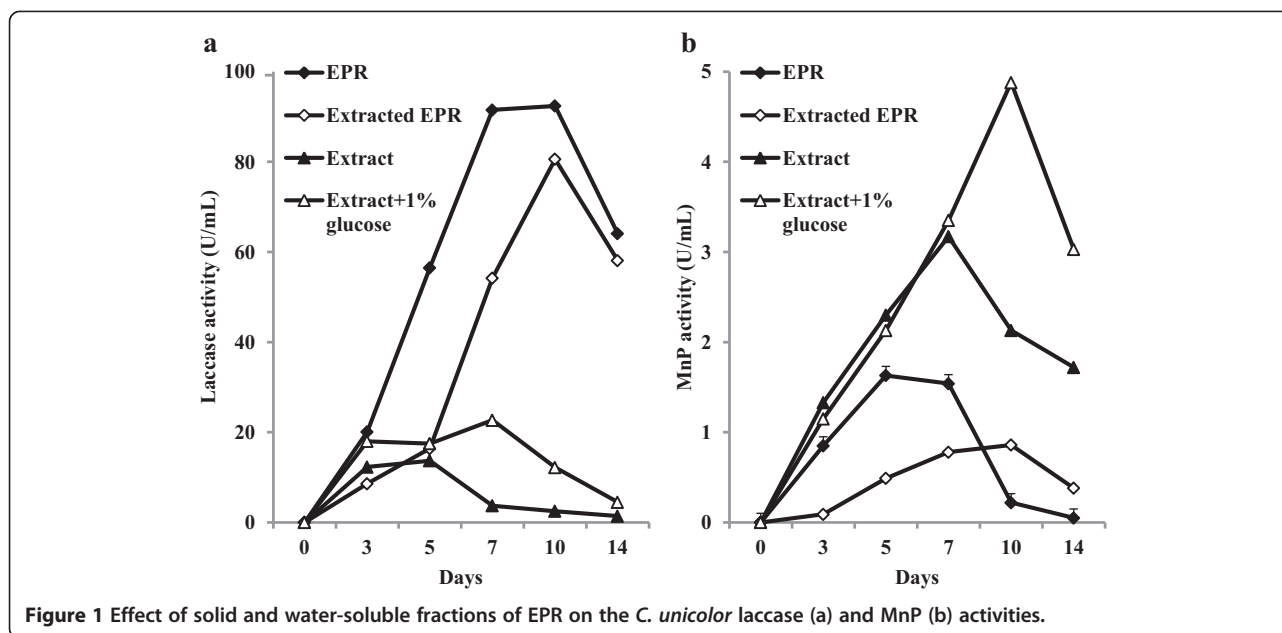 a
EPR
Extracted EPR
Extract
Extract+1%
glucose
100
80
60
40
20
0
Laccase activity (U/mL)
0 3 5 7 10 14
Days
b
EPR
Extracted EPR
Extract
Extract+1%
glucose
5
4
3
2
1
0
MnP activity (U/mL)
0 3 5 7 10 14
Days
Figure 1 Effect of solid and water-soluble fractions of EPR on the C. unicolor laccase (a) and MnP (b) activities.